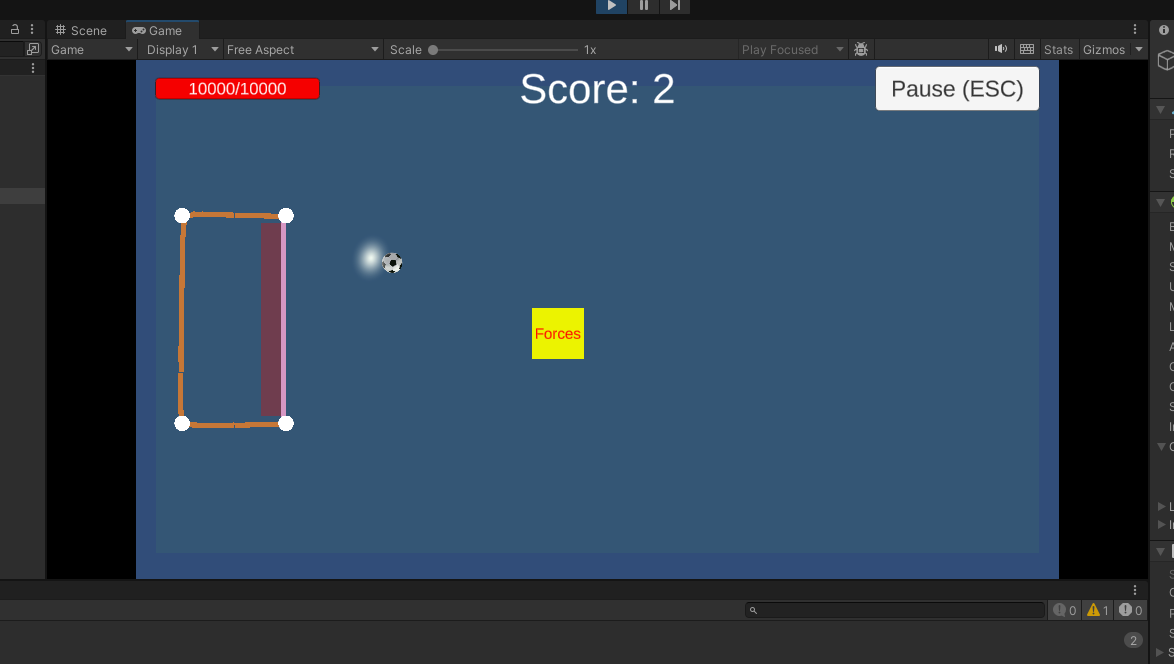 Scene
Game
Game
Display 1
Free Aspect
Scale
1x
Play Focused
Stats
Gizmos
10000/10000
Score: 2
Pause (ESC)
Forces
0
1
0
2